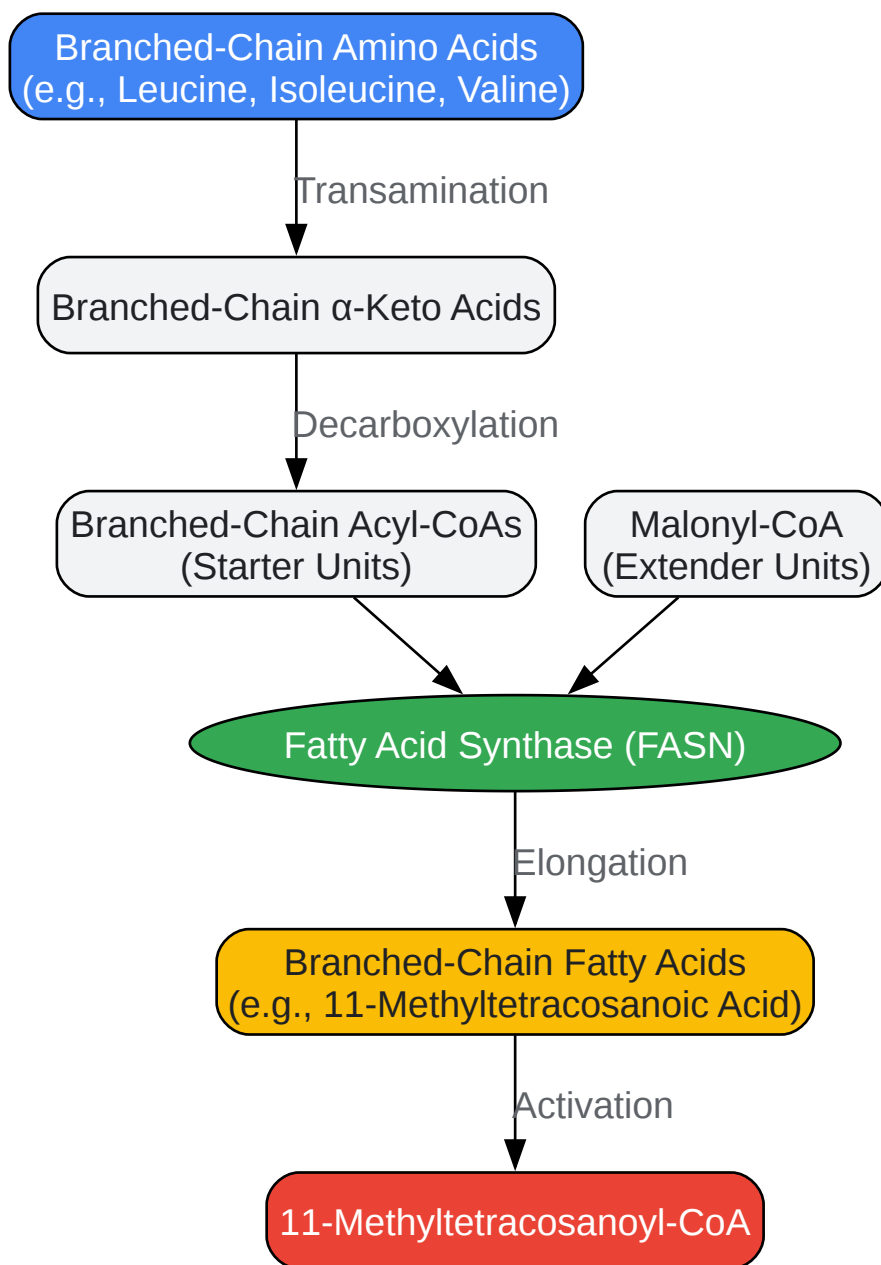 Branched-Chain Amino Acids
(e.g., Leucine, Isoleucine, Valine)
Transamination
Branched-Chain α-Keto Acids
Decarboxylation
Branched-Chain Acyl-CoAs
(Starter Units)
Malonyl-CoA
(Extender Units)
Fatty Acid Synthase (FASN)
Elongation
Branched-Chain Fatty Acids
(e.g., 11-Methyltetracosanoic Acid)
Activation
11-Methyltetracosanoyl-CoA